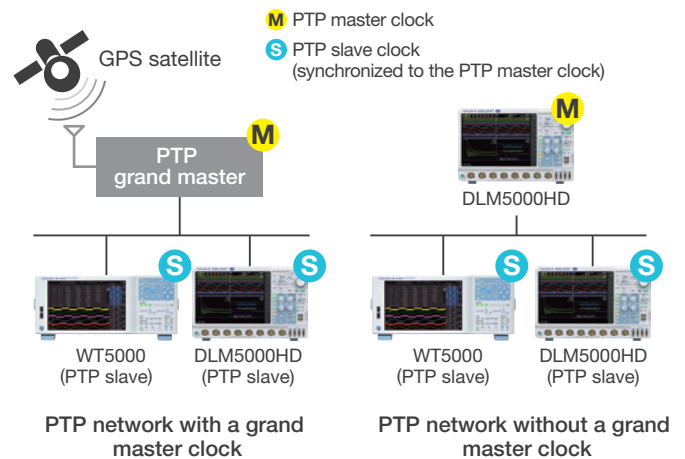 M PTP master clock
S PTP slave clock
(synchronized to the PTP master clock)
GPS satellite
M
PTP
grand master
M
DLM5000HD
S
S
WT5000
(PTP slave)
DLM5000HD
(PTP slave)
S
S
WT5000
(PTP slave)
DLM5000HD
(PTP slave)
PTP network with a grand
master clock
PTP network without a grand
master clock